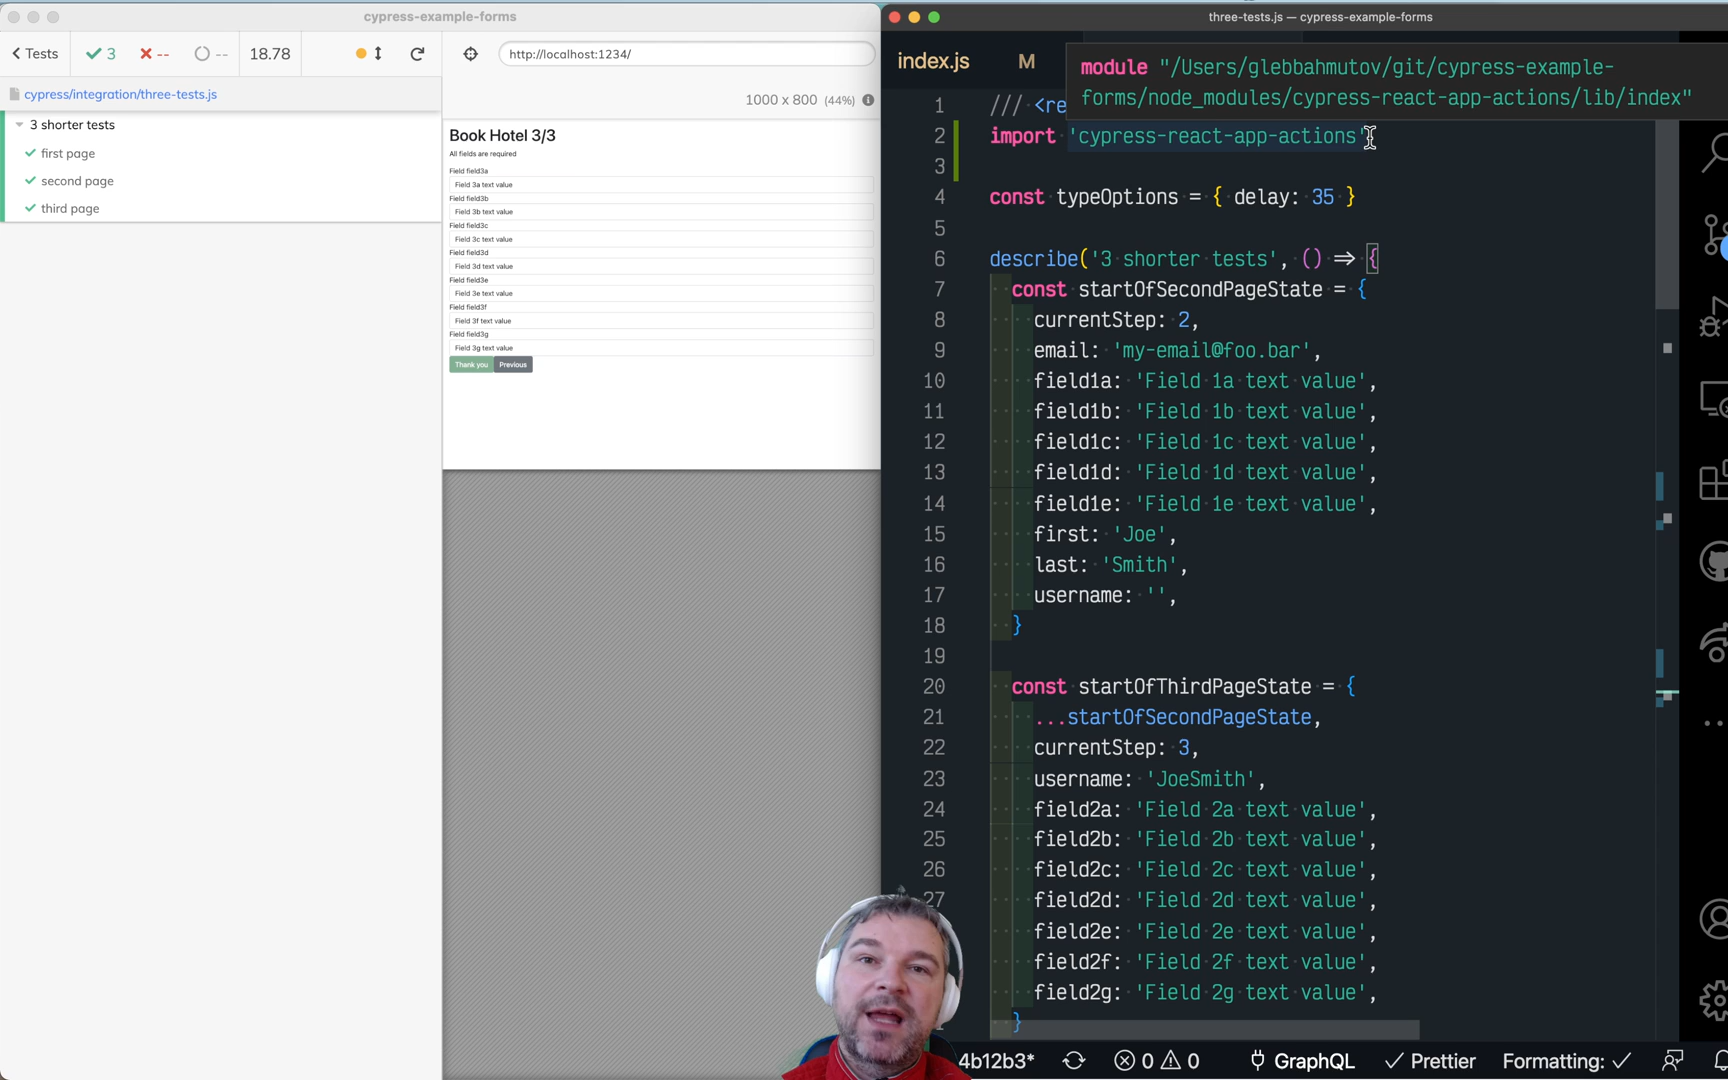 cypress-example-forms
Tests
3
--
--
18.78
http://localhost:1234/
cypress/integration/three-tests.js
1000 x 800 (44%)
3 shorter tests
first page
second page
third page
Book Hotel 3/3
All fields are required
Field field3a
Field 3a text value
Field field3b
Field 3b text value
Field field3c
Field 3c text value
Field field3d
Field 3d text value
Field field3e
Field 3e text value
Field field3f
Field 3f text value
Field field3g
Field 3g text value
Thank you Previous
three-tests.js — cypress-example-forms
index.js M
module "/Users/glebbahmutov/git/cypress-example-
forms/node_modules/cypress-react-app-actions/lib/index"
1 /// <re
2 import 'cypress-react-app-actions'
3
4 const typeOptions = { delay: 35 }
5
6 describe('3 shorter tests', () => {
7 const startOfSecondPageState = {
8 currentStep: 2,
9 email: 'my-email@foo.bar',
10 field1a: 'Field 1a text value',
11 field1b: 'Field 1b text value',
12 field1c: 'Field 1c text value',
13 field1d: 'Field 1d text value',
14 field1e: 'Field 1e text value',
15 first: 'Joe',
16 last: 'Smith',
17 username: '',
18 }
19
20 const startOfThirdPageState = {
21 ...startOfSecondPageState,
22 currentStep: 3,
23 username: 'JoeSmith',
24 field2a: 'Field 2a text value',
25 field2b: 'Field 2b text value',
26 field2c: 'Field 2c text value',
27 field2d: 'Field 2d text value',
field2e: 'Field 2e text value',
field2f: 'Field 2f text value',
field2g: 'Field 2g text value',
}
4b12b3* 0 0 GraphQL Prettier Formatting: ✓